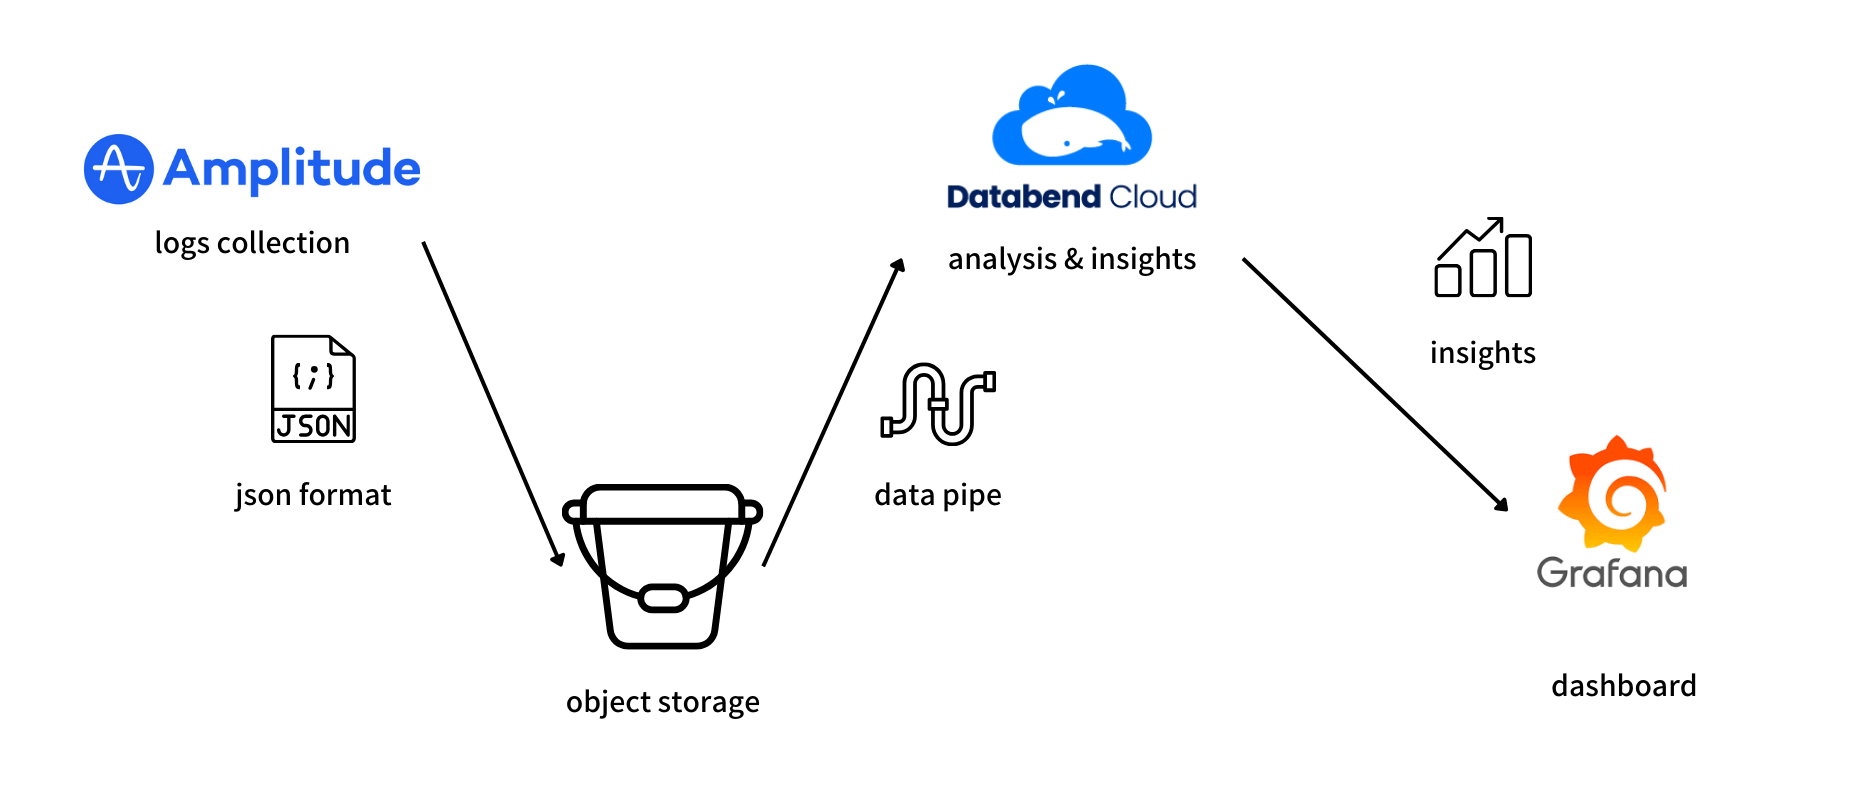 Amplitude
logs collection
JSON
json format
object storage
Databend Cloud
analysis & insights
data pipe
insights
Grafana
dashboard